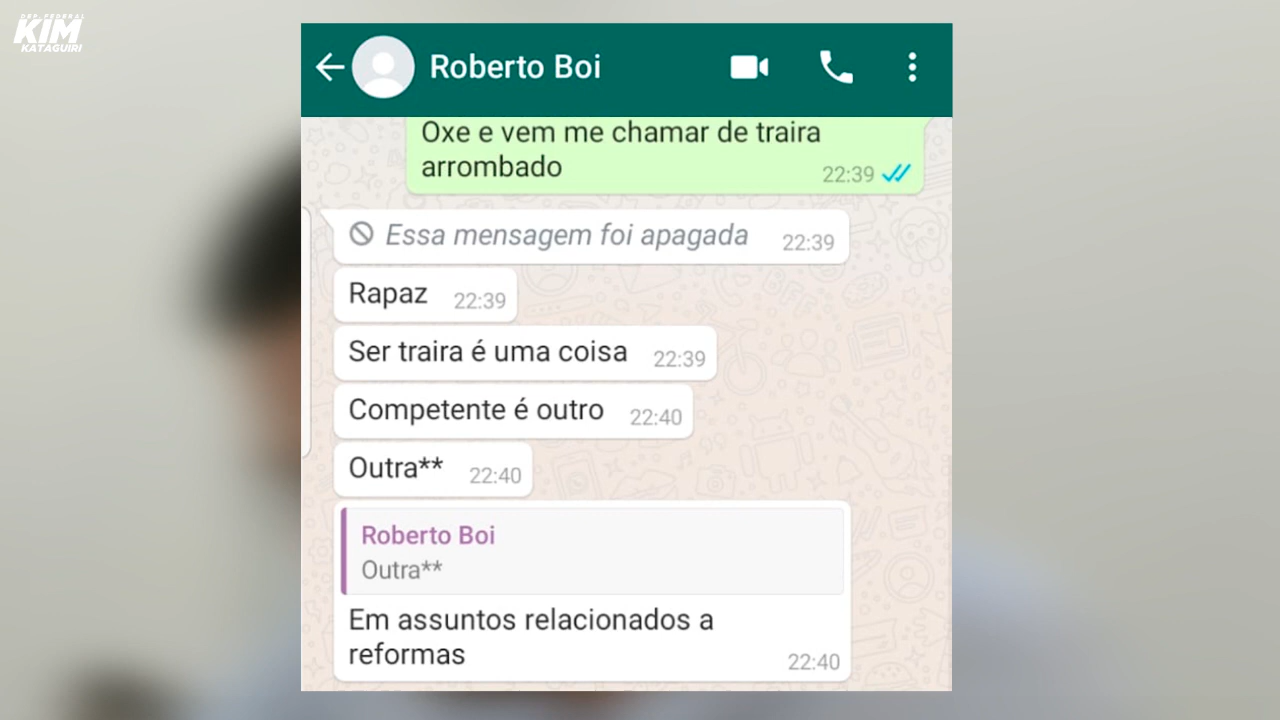 DEP. FEDERAL
KIM
KATAGUIRI
Roberto Boi
Oxe e vem me chamar de traira
arrombado
22:39
Essa mensagem foi apagada 22:39
Rapaz 22:39
Ser traira é uma coisa 22:39
Competente é outro 22:40
Outra** 22:40
Roberto Boi
Outra**
Em assuntos relacionados a
reformas
22:40